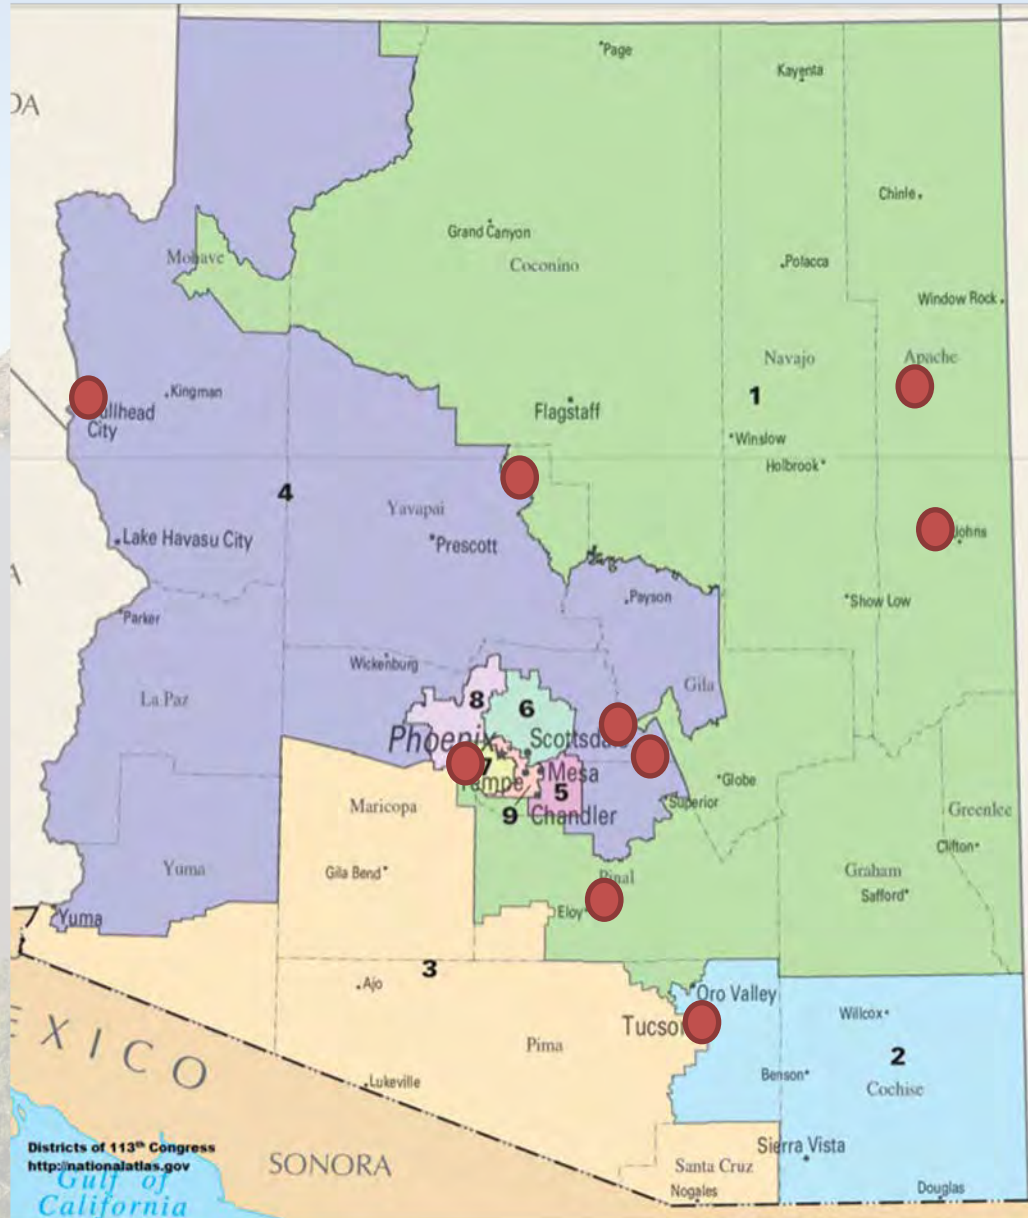 Page
Kayenta
DA
Chinle
Grand Canyon
Mohave
Coconino
Polacca
Window Rock
Navajo
Apache
Kingman
1
ullhead
City
Flagstaff
Winslow
Holbrook
4
Yavapai
Lake Havasu City
Prescott
Johns
A
Payson
Show Low
Parker
Wickenburg
La Paz
Gila
8
6
Phoenix
Scottsdale
7
Mesa
Tempe
5
Globe
Superior
Maricopa
9
Chandler
Greenlee
Clifton
Yuma
Gila Bend
Pinal
Graham
Safford
Eloy
Yuma
3
Ajo
Oro Valley
Tucson
Willcox
EXICO
Pima
2
Benson
Cochise
Lukeville
Districts of 113th Congress
http://nationalatlas.gov
Sierra Vista
SONORA
Santa Cruz
Gulf of
California
Nogales
Douglas